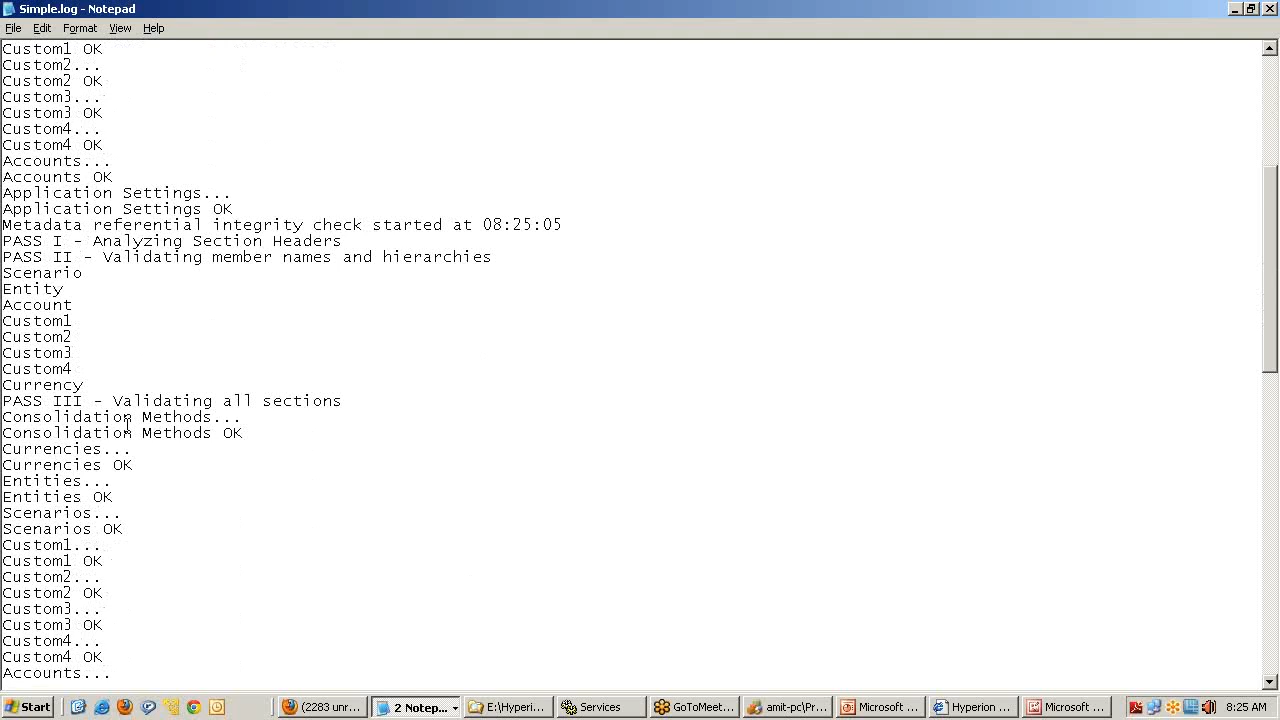 Simple.log - Notepad
File Edit Format View Help
Custom1 OK
Custom2...
Custom2 OK
Custom3...
Custom3 OK
Custom4...
Custom4 OK
Accounts...
Accounts OK
Application Settings...
Application Settings OK
Metadata referential integrity check started at 08:25:05
PASS I - Analyzing Section Headers
PASS II - Validating member names and hierarchies
Scenario
Entity
Account
Custom1
Custom2
Custom3
Custom4
Currency
PASS III - Validating all sections
Consolidation Methods...
Consolidation Methods OK
Currencies...
Currencies OK
Entities...
Entities OK
Scenarios...
Scenarios OK
Custom1...
Custom1 OK
Custom2...
Custom2 OK
Custom3...
Custom3 OK
Custom4...
Custom4 OK
Accounts...
Start (2283 unr... 2 Notep... E:\Hyperi... Services GoToMeet... amit-pc\Pr... Microsoft ... Hyperion ... Microsoft ... 8:25 AM